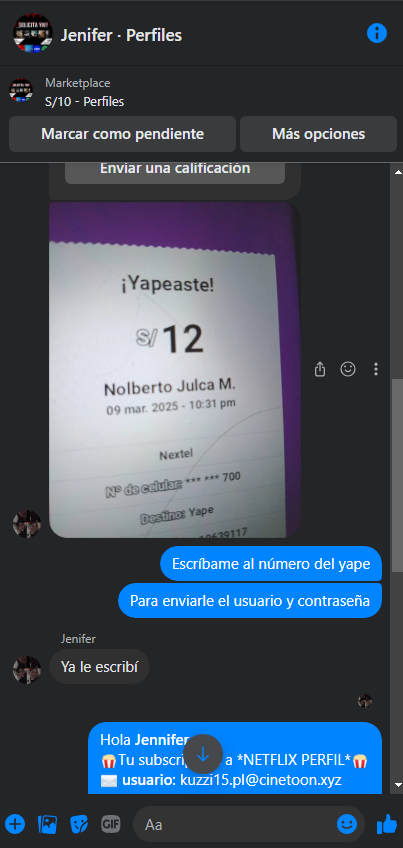 ¡SOLICITA YA!!
Jenifer · Perfiles
Marketplace
S/10 - Perfiles
Marcar como pendiente
Más opciones
Enviar una calificación
¡Yapeaste!
S/ 12
Nolberto Julca M.
09 mar. 2025 - 10:31 pm
Nextel
Nº de celular: *** *** 700
Destino: Yape
Escríbame al número del yape
Para enviarle el usuario y contraseña
Jenifer
Ya le escribí
Hola Jennifer
🍿Tu subscrip a *NETFLIX PERFIL*🍿
✉️ usuario: kuzzi15.pl@cinetoon.xyz
GIF
Aa